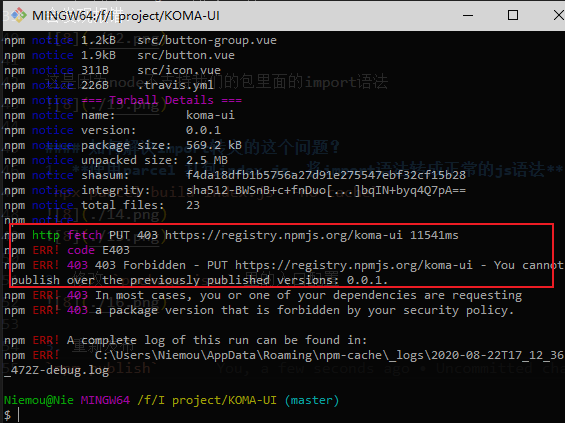 MINGW64:/f/I project/KOMA-UI
npm notice 1.2kB src/button-group.vue
npm notice 1.9kB src/button.vue
npm notice 311B src/icon.vue
npm notice 226B .travis.yml
npm notice === Tarball Details ===
npm notice name: koma-ui
npm notice version: 0.0.1
npm notice package size: 569.2 kB
npm notice unpacked size: 2.5 MB
npm notice shasum: f4da18dfb1b5756a27d91e275547ebf32cf15b28
npm notice integrity: sha512-BWSnB+c+fnDuo[...]bqIN+byq4Q7pA==
npm notice total files: 23
npm notice
npm http fetch PUT 403 https://registry.npmjs.org/koma-ui 11541ms
npm ERR! code E403
npm ERR! 403 403 Forbidden - PUT https://registry.npmjs.org/koma-ui - You cannot
publish over the previously published versions: 0.0.1.
npm ERR! 403 In most cases, you or one of your dependencies are requesting
npm ERR! 403 a package version that is forbidden by your security policy.
npm ERR! A complete log of this run can be found in:
npm ERR! C:\Users\Niemou\AppData\Roaming\npm-cache\_logs\2020-08-22T17_12_36
_472Z-debug.log
Niemou@Nie MINGW64 /f/I project/KOMA-UI (master)
$